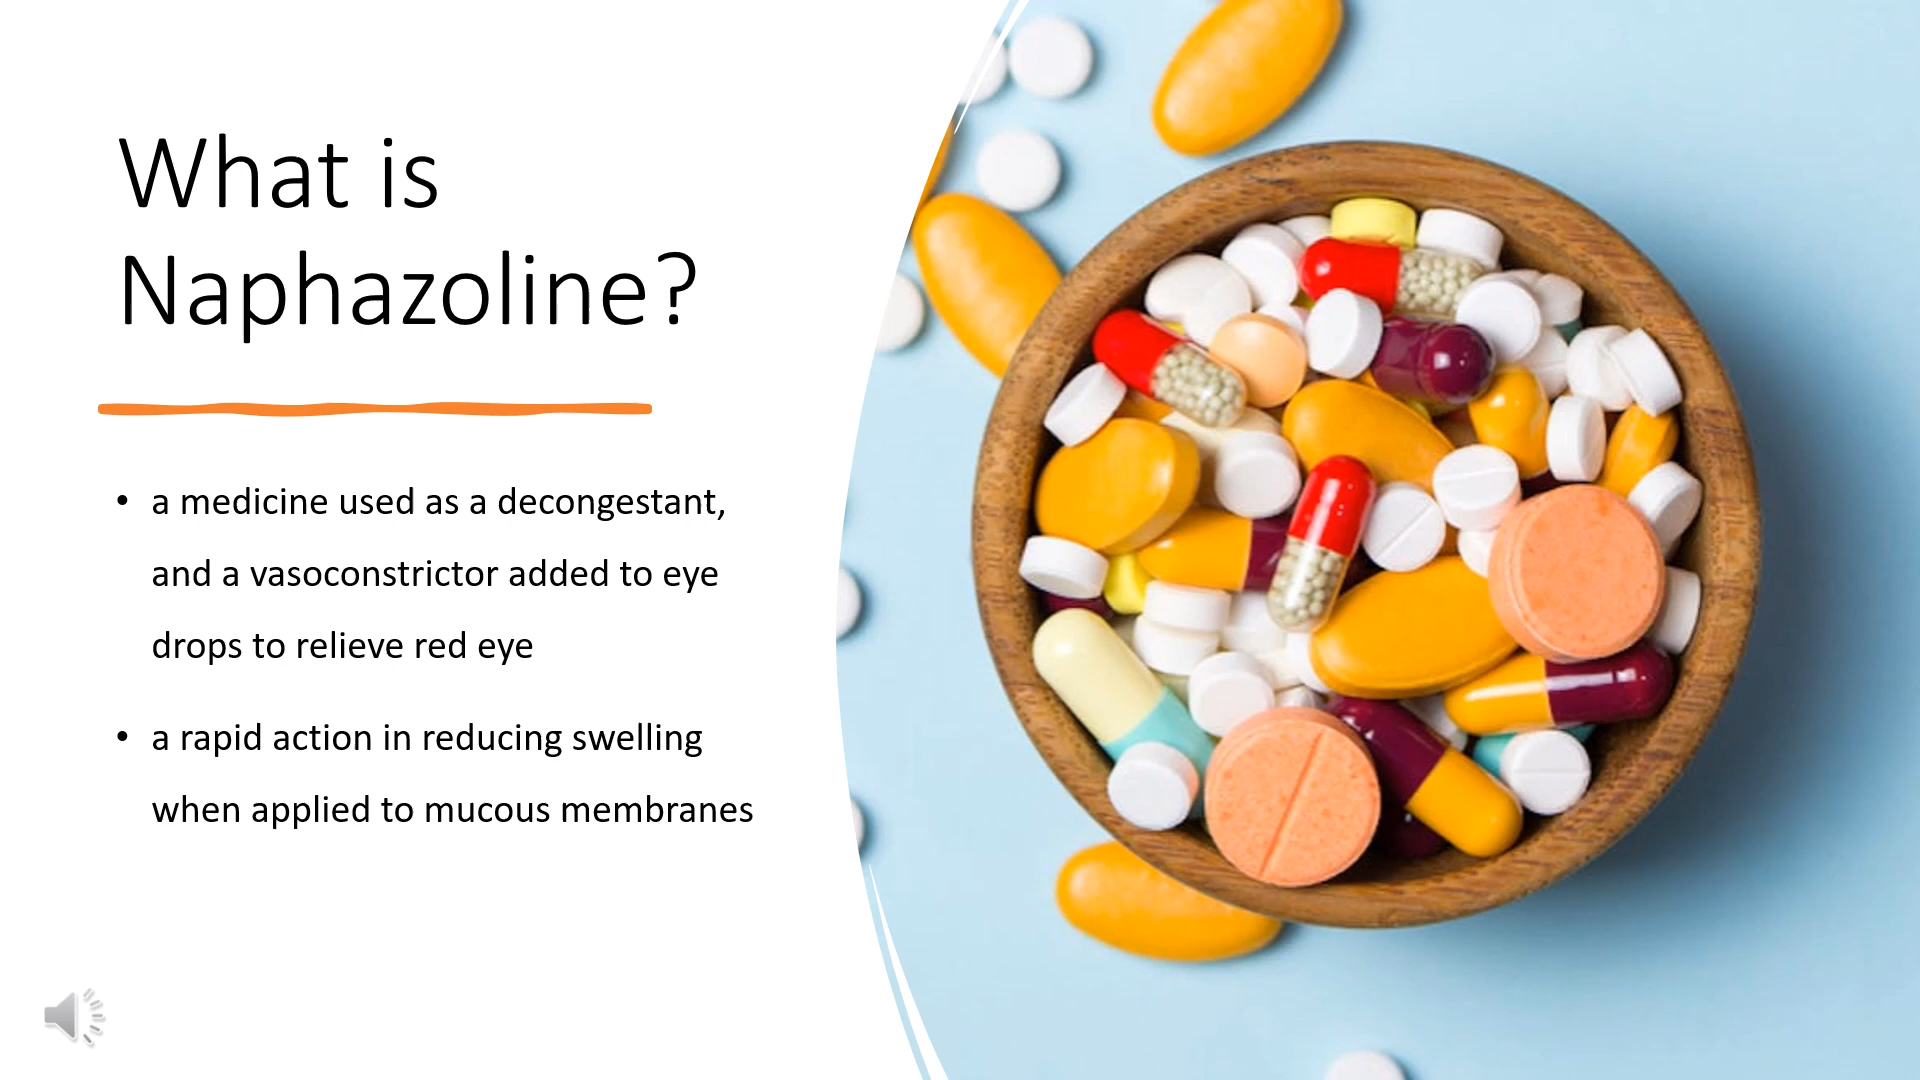 What is
Naphazoline?
• a medicine used as a decongestant,
and a vasoconstrictor added to eye
drops to relieve red eye
• a rapid action in reducing swelling
when applied to mucous membranes